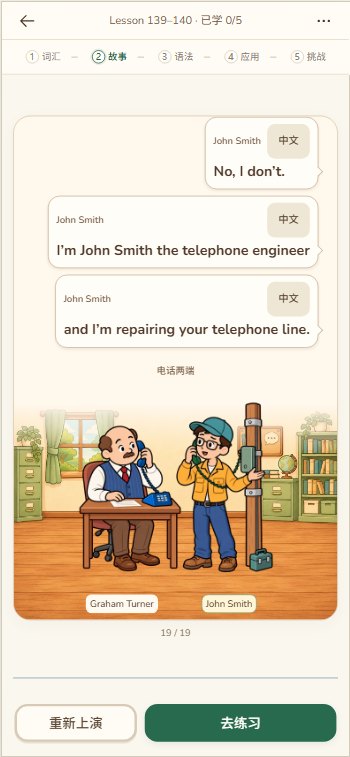 Lesson 139–140 · 已学 0/5
1 词汇 – 2 故事 – 3 语法 – 4 应用 – 5 挑战
John Smith 中文
No, I don't.
John Smith 中文
I'm John Smith the telephone engineer
John Smith 中文
and I'm repairing your telephone line.
电话两端
Graham Turner John Smith
19 / 19
重新上演 去练习